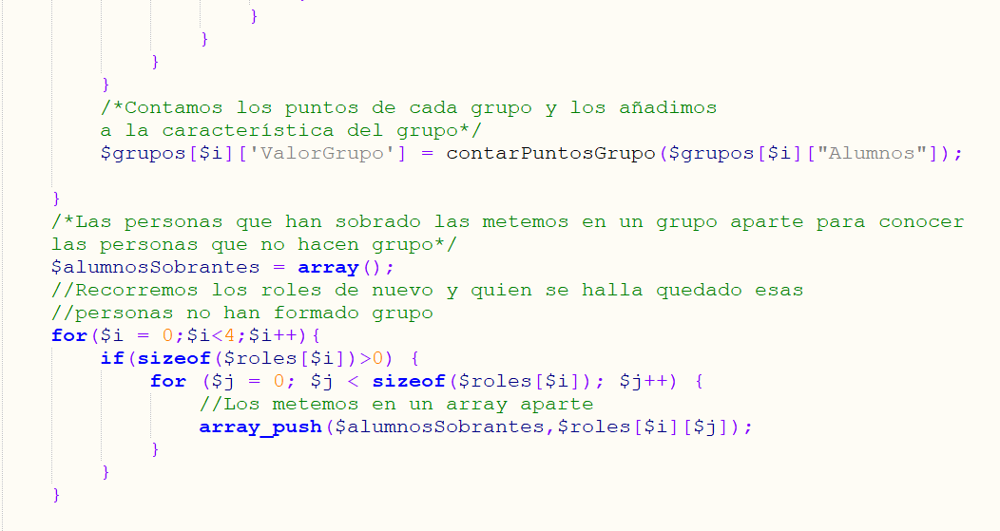 }
}
}
}
/*Contamos los puntos de cada grupo y los añadimos
a la característica del grupo*/
$grupos[$i]['ValorGrupo'] = contarPuntosGrupo($grupos[$i]["Alumnos"]);
}
/*Las personas que han sobrado las metemos en un grupo aparte para conocer
las personas que no hacen grupo*/
$alumnosSobrantes = array();
//Recorremos los roles de nuevo y quien se halla quedado esas
//personas no han formado grupo
for($i = 0;$i<4;$i++){
if(sizeof($roles[$i])>0) {
for ($j = 0; $j < sizeof($roles[$i]); $j++) {
//Los metemos en un array aparte
array_push($alumnosSobrantes,$roles[$i][$j]);
}
}
}